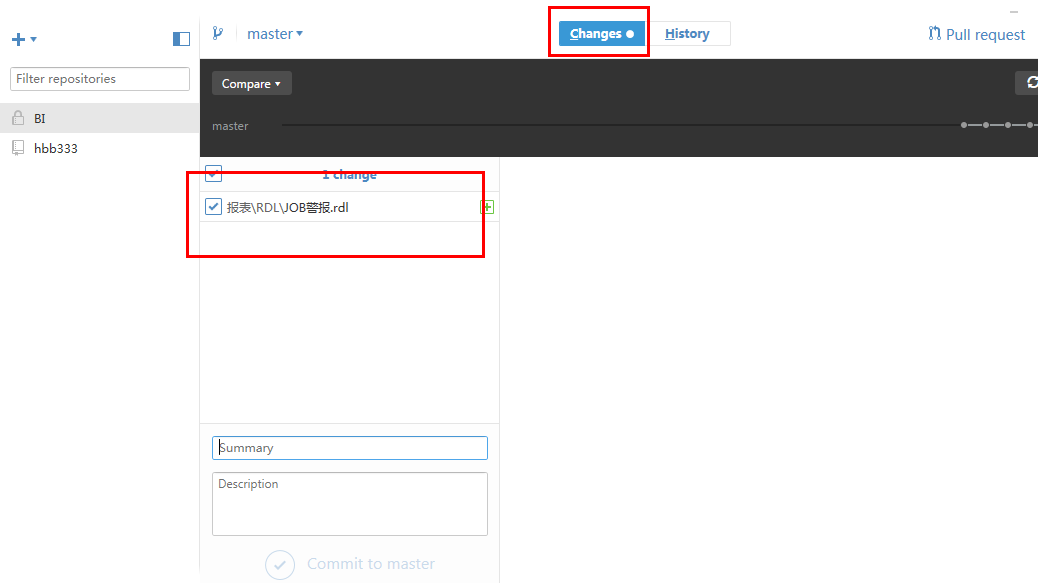 master
Changes
History
Pull request
Filter repositories
BI
hbb333
Compare
master
1 change
报表\RDL\JOB警报.rdl
Summary
Description
Commit to master